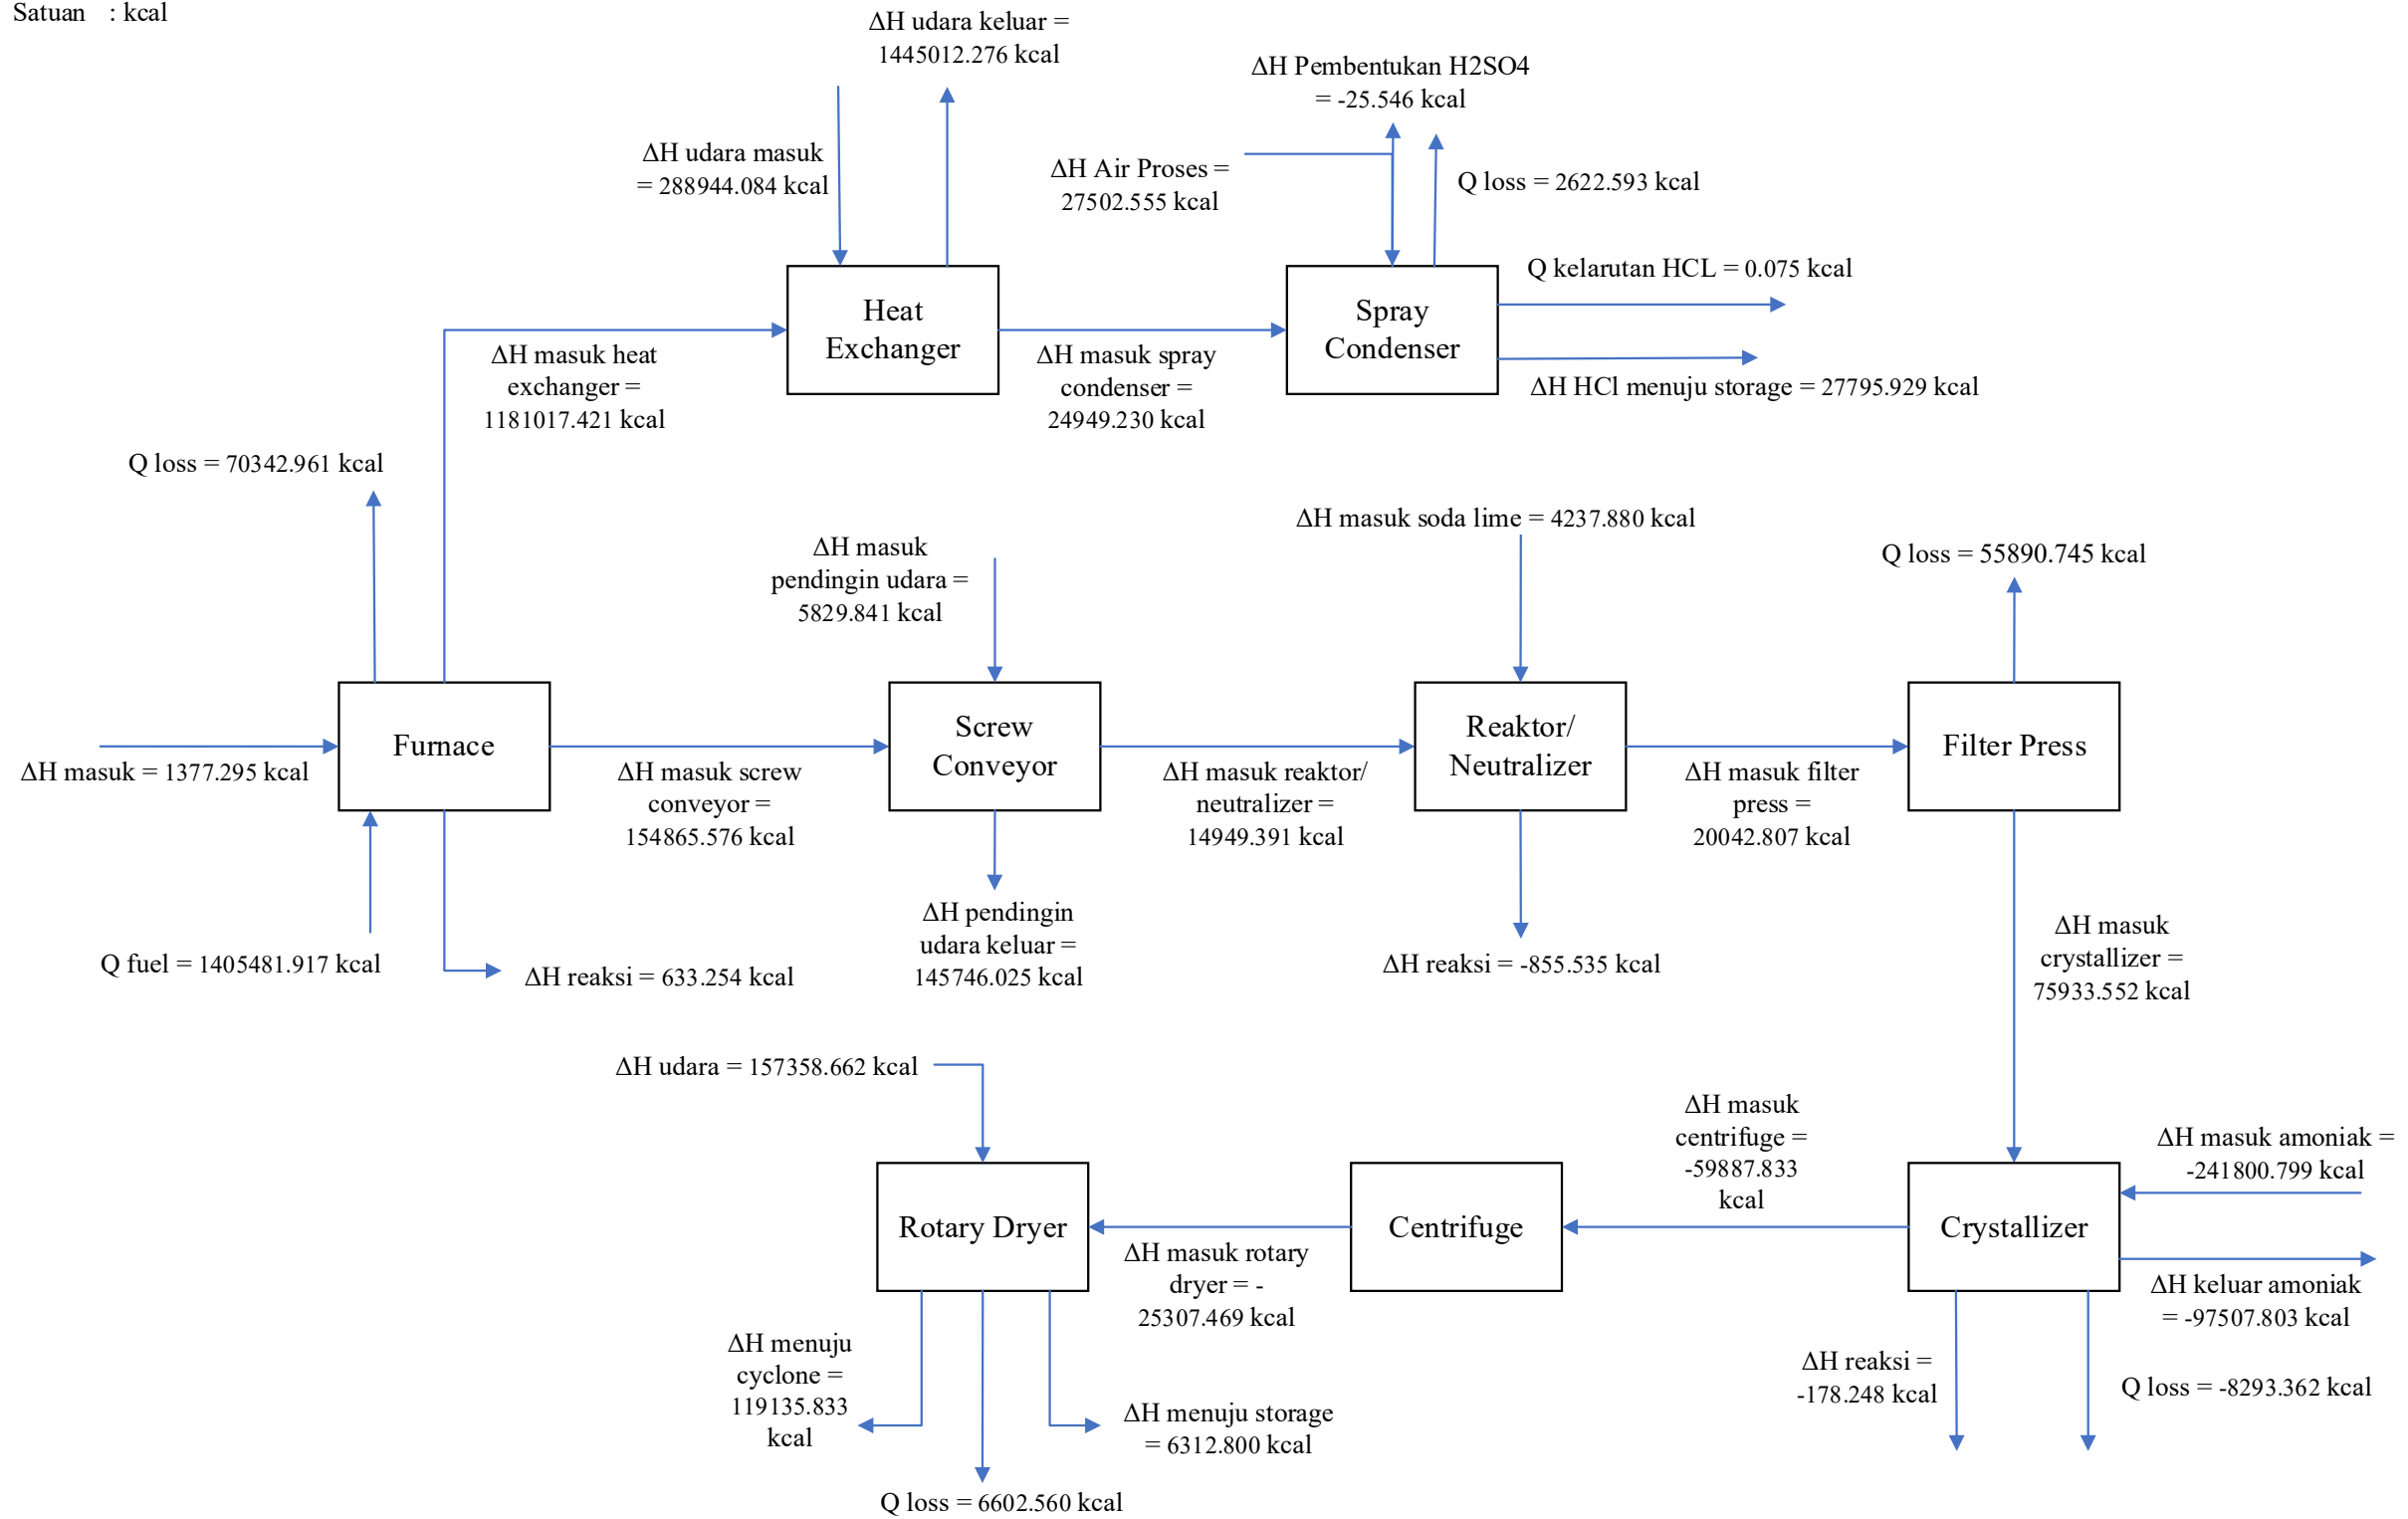 Satuan : kcal
ΔH udara keluar =
1445012.276 kcal
ΔH Pembentukan H2SO4
= -25.546 kcal
ΔH udara masuk
= 288944.084 kcal
ΔH Air Proses =
27502.555 kcal
Q loss = 2622.593 kcal
Heat
Exchanger
Spray
Condenser
Q kelarutan HCL = 0.075 kcal
ΔH masuk heat
exchanger =
1181017.421 kcal
ΔH masuk spray
condenser =
24949.230 kcal
ΔH HCl menuju storage = 27795.929 kcal
Q loss = 70342.961 kcal
ΔH masuk
pendingin udara =
5829.841 kcal
ΔH masuk soda lime = 4237.880 kcal
Q loss = 55890.745 kcal
Furnace
Screw
Conveyor
Reaktor/
Neutralizer
Filter Press
ΔH masuk = 1377.295 kcal
ΔH masuk screw
conveyor =
154865.576 kcal
ΔH masuk reaktor/
neutralizer =
14949.391 kcal
ΔH masuk filter
press =
20042.807 kcal
Q fuel = 1405481.917 kcal
ΔH reaksi = 633.254 kcal
ΔH pendingin
udara keluar =
145746.025 kcal
ΔH reaksi = -855.535 kcal
ΔH masuk
crystallizer =
75933.552 kcal
ΔH udara = 157358.662 kcal
ΔH masuk
centrifuge =
-59887.833
kcal
ΔH masuk amoniak =
-241800.799 kcal
Rotary Dryer
Centrifuge
Crystallizer
ΔH masuk rotary
dryer = -
25307.469 kcal
ΔH keluar amoniak
= -97507.803 kcal
ΔH menuju
cyclone =
119135.833
kcal
ΔH menuju storage
= 6312.800 kcal
ΔH reaksi =
-178.248 kcal
Q loss = -8293.362 kcal
Q loss = 6602.560 kcal